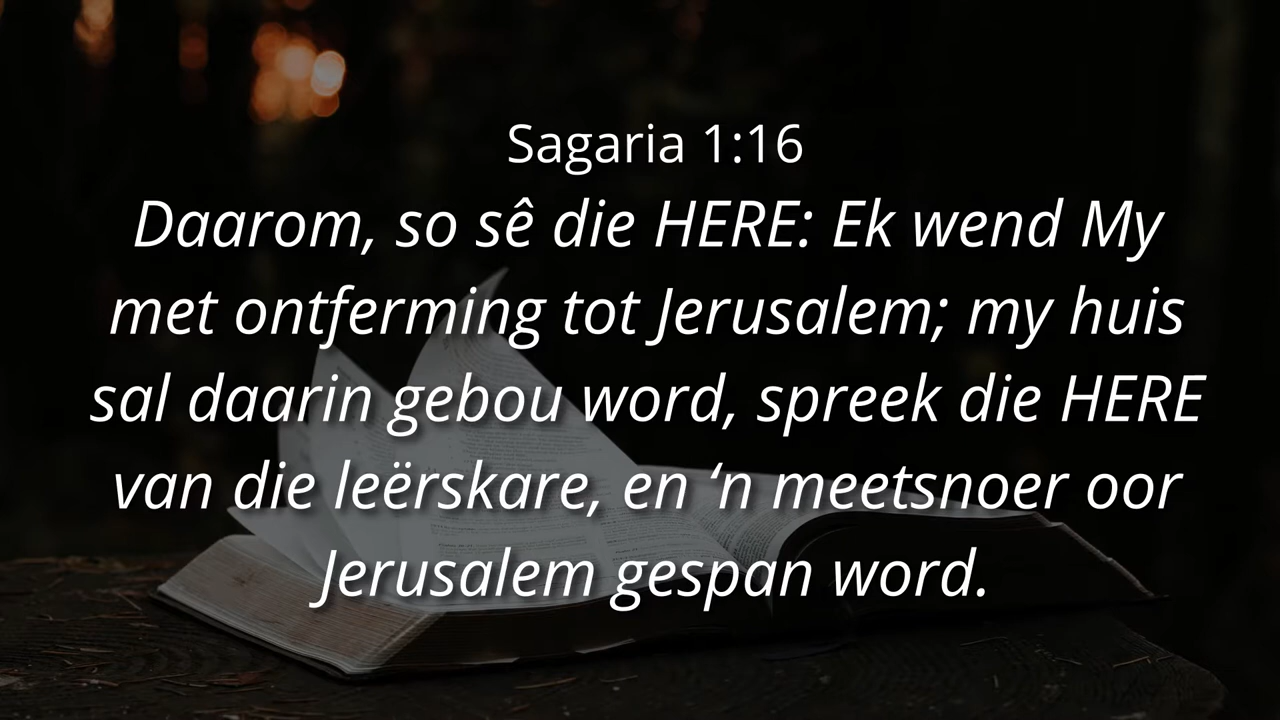 Sagaria 1:16
Daarom, so sê die HERE: Ek wend My
met ontferming tot Jerusalem; my huis
sal daarin gebou word, spreek die HERE
van die leërskare, en ‘n meetsnoer oor
Jerusalem gespan word.